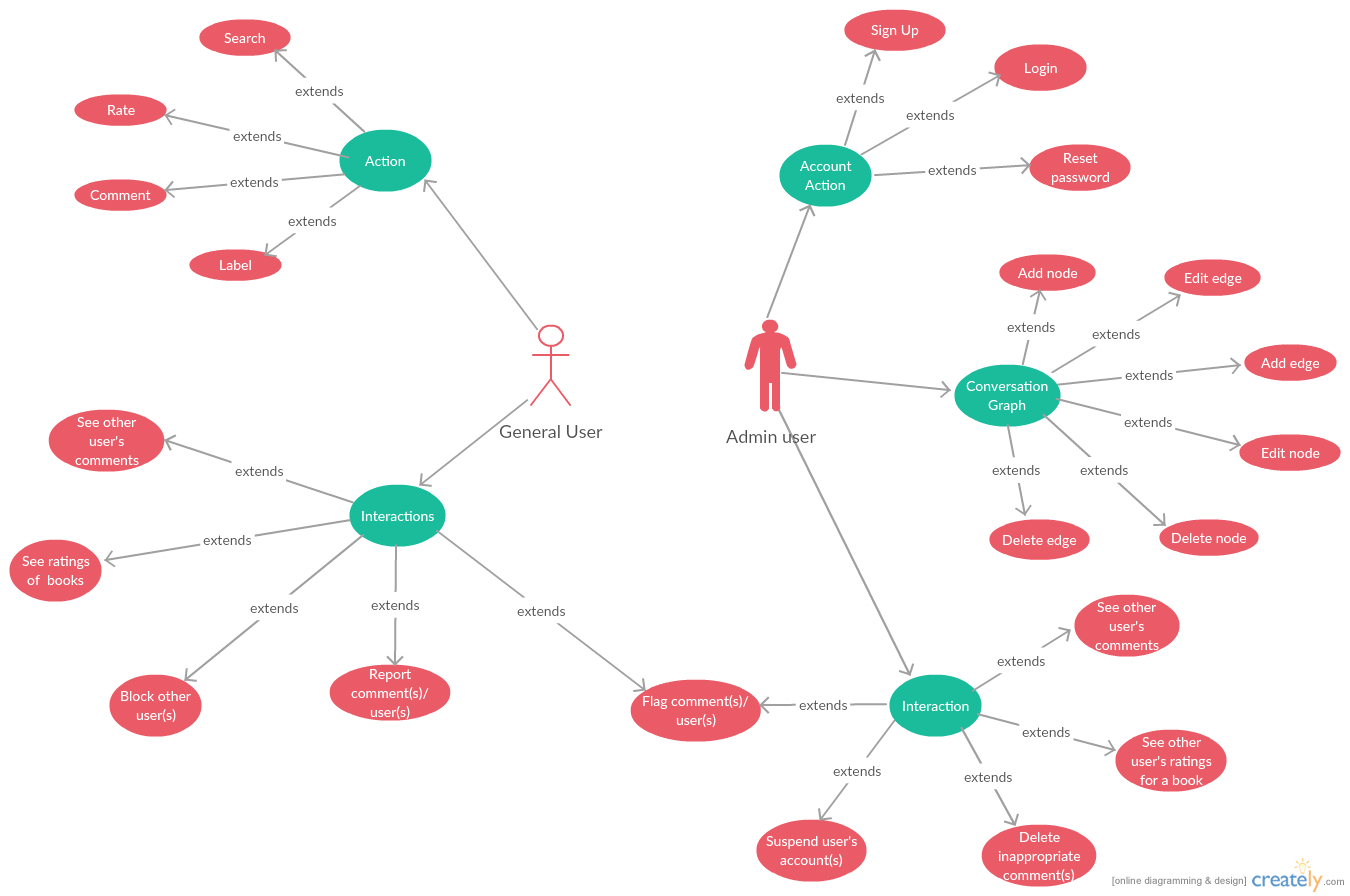 Search
extends
Rate
extends
Action
extends
Comment
extends
Label
Sign Up
Login
extends
extends
Account
Action
extends
Reset
password
General User
Admin user
Add node
Edit edge
extends
extends
Add edge
extends
Conversation
Graph
extends
Edit node
extends
extends
Delete edge
Delete node
See other
user's
comments
extends
Interactions
extends
See ratings
of  books
extends
Block other
user(s)
extends
Report
comment(s)/
user(s)
extends
Flag comment(s)/
user(s)
extends
Interaction
extends
See other
user's
comments
extends
See other
user's ratings
for a book
extends
Suspend user's
account(s)
extends
Delete
inappropriate
comment(s)
[online diagramming & design] creately.com